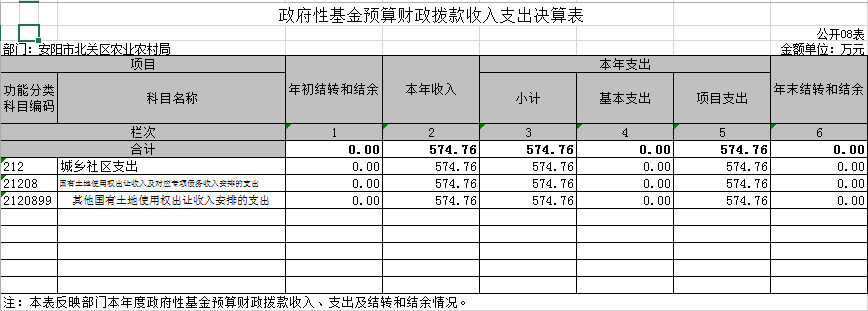 政府性基金预算财政拨款收入支出决算表
公开08表
部门：安阳市北关区农业农村局 金额单位：万元
项目 年初结转和结余 本年收入 本年支出 年末结转和结余
功能分类科目编码 科目名称 小计 基本支出 项目支出
栏次 1 2 3 4 5 6
合计 0.00 574.76 574.76 0.00 574.76 0.00
212 城乡社区支出 0.00 574.76 574.76 0.00 574.76 0.00
21208 国有土地使用权出让收入及对应专项债务收入安排的支出 0.00 574.76 574.76 0.00 574.76 0.00
2120899 其他国有土地使用权出让收入安排的支出 0.00 574.76 574.76 0.00 574.76 0.00
注：本表反映部门本年度政府性基金预算财政拨款收入、支出及结转和结余情况。